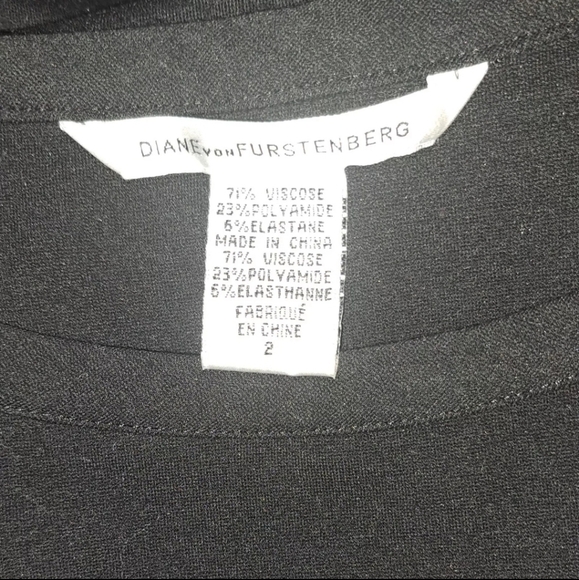 DIANE VON FURSTENBERG
71% VISCOSE
23%POLYAMIDE
6%ELASTANE
MADE IN CHINA
71% VISCOSE
23%POLYAMIDE
6%ELASTHANNE
FABRIQUÉ
EN CHINE
2